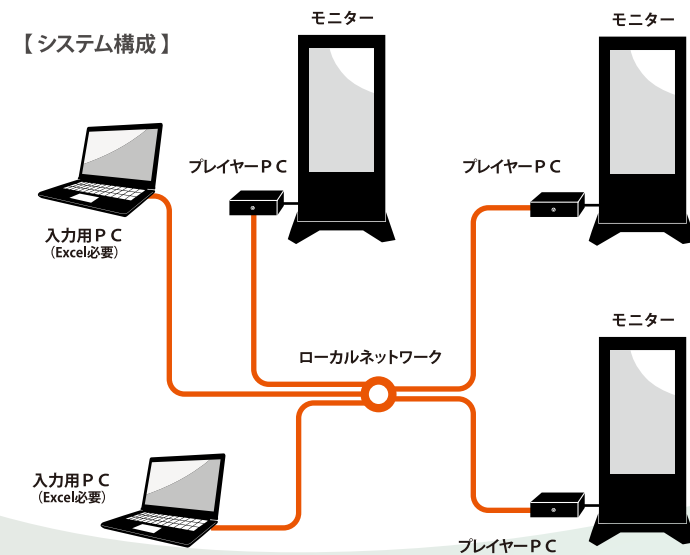 【システム構成】
モニター
モニター
プレイヤーＰＣ
プレイヤーＰＣ
入力用ＰＣ
（Excel必要）
モニター
ローカルネットワーク
入力用ＰＣ
（Excel必要）
プレイヤーＰＣ